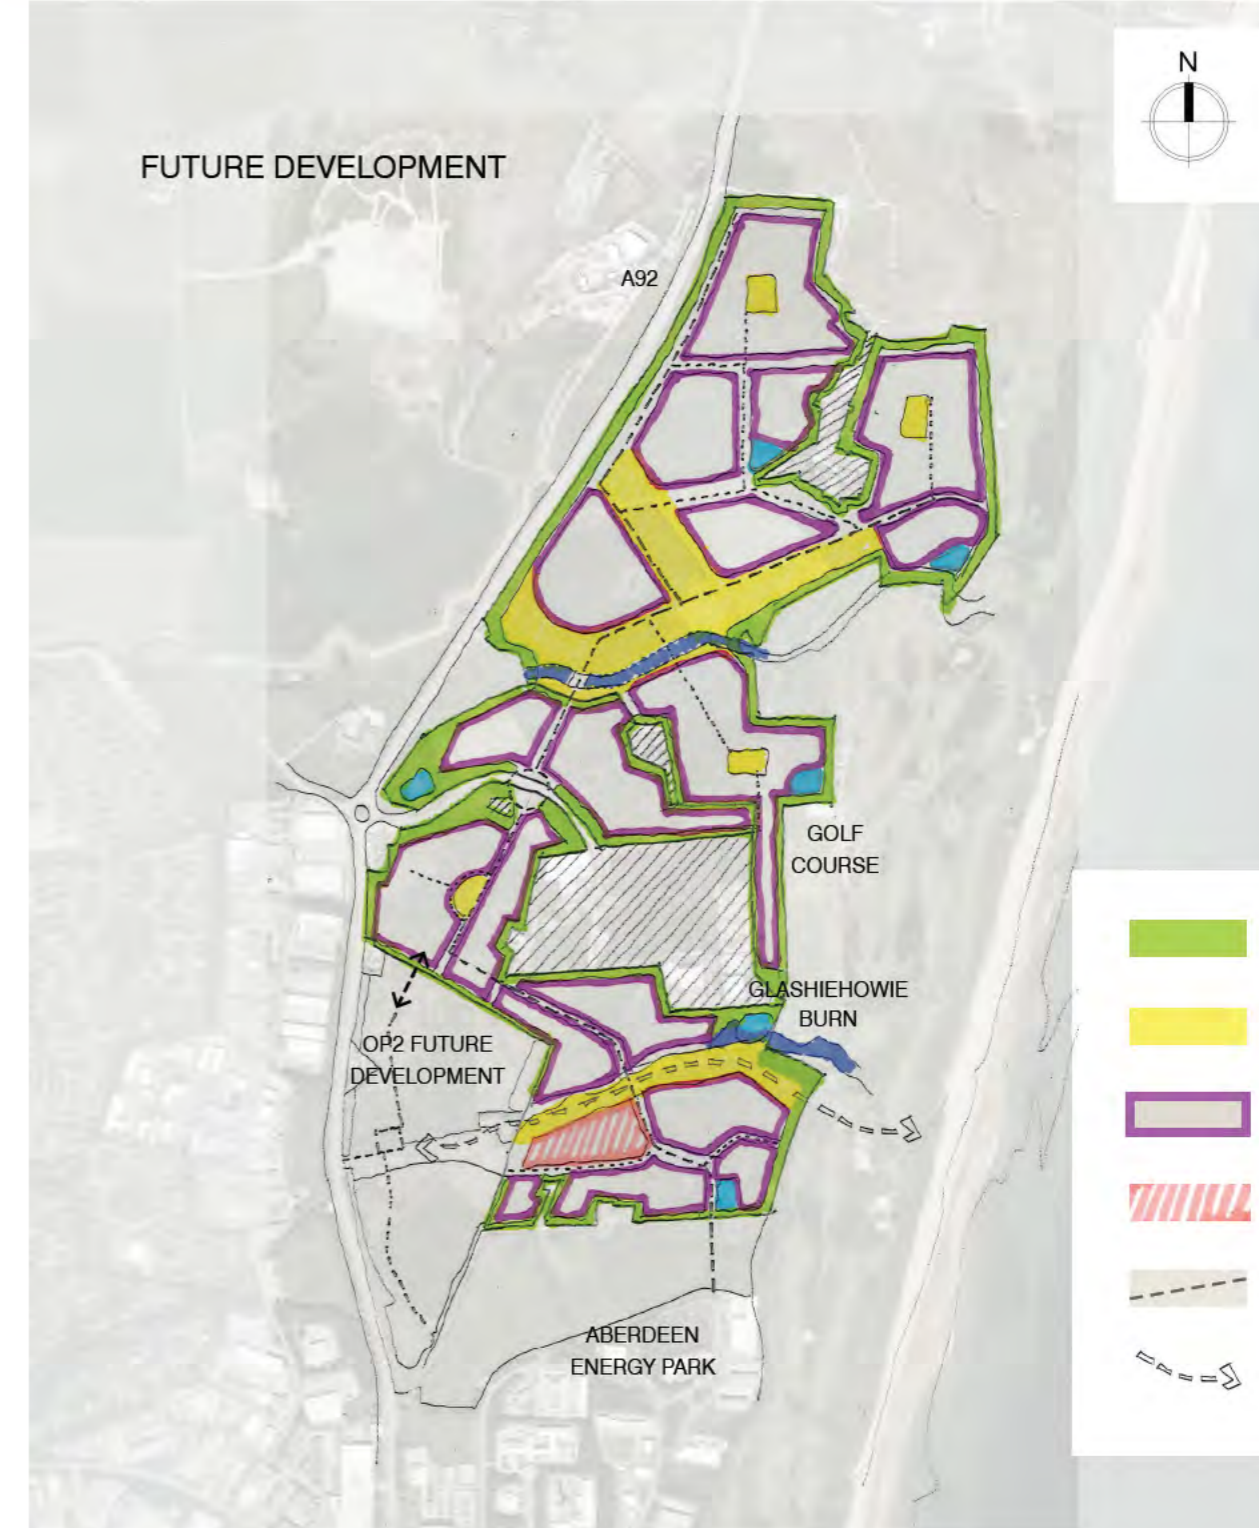 N
FUTURE DEVELOPMENT
A92
GOLF
COURSE
GLASHIEHOWIE
BURN
OP2 FUTURE
DEVELOPMENT
ABERDEEN
ENERGY PARK